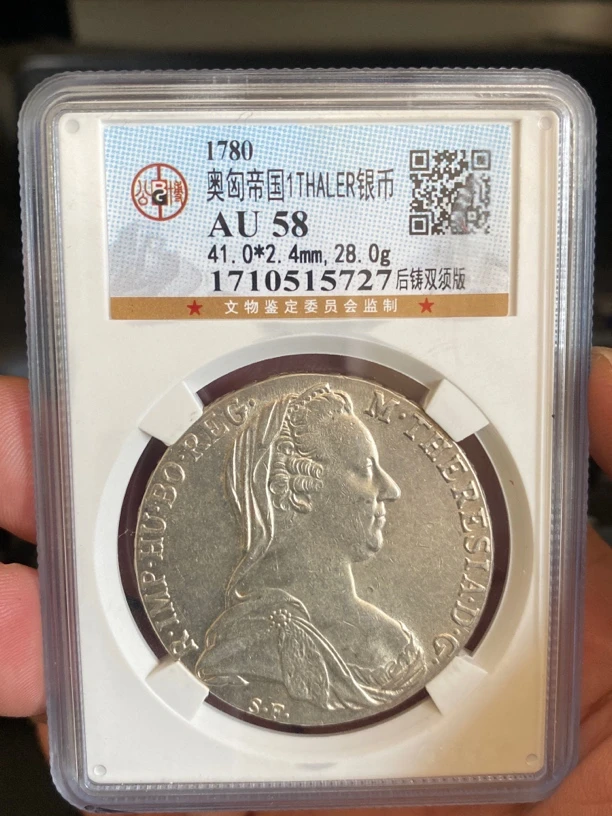 1780
公博
奥匈帝国1THALER银币
AU 58
41.0*2.4mm,28.0g
1710515727后铸双须版
★ 文物鉴定委员会监制 ★
R·IMP·HU·BO·REG. M·THERESIA·D·G·
S·F·